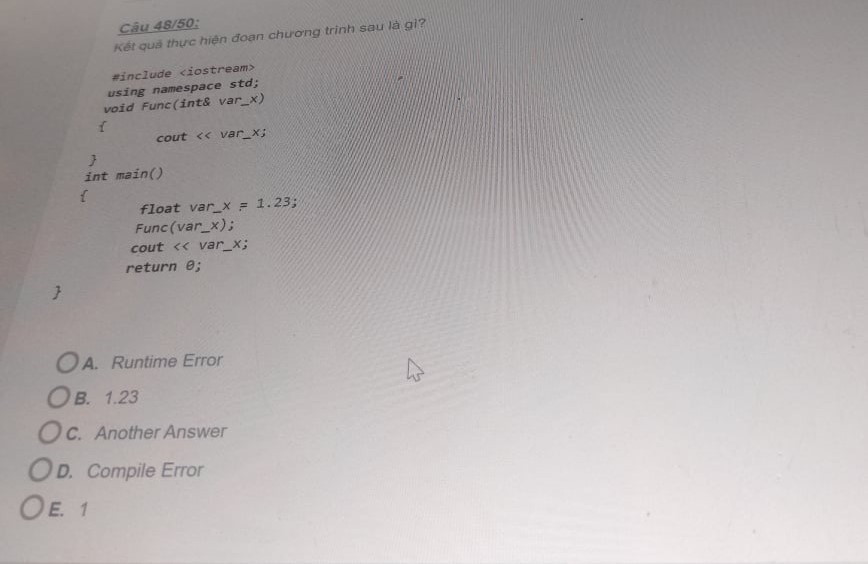 Câu 48/50:
Kết quả thực hiện đoạn chương trình sau là gì?
#include <iostream>
using namespace std;
void Func(int& var_x)
{
cout << var_x;
}
int main()
{
float var_x = 1.23;
Func(var_x);
cout << var_x;
return 0;
}
A. Runtime Error
B. 1.23
C. Another Answer
D. Compile Error
E. 1